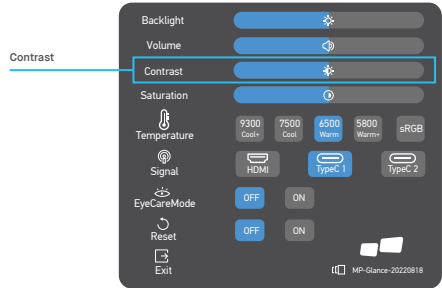 Backlight
Volume
Contrast
Contrast
Saturation
Temperature
9300 Cool+
7500 Cool
6500 Warm
5800 Warm+
sRGB
Signal
HDMI
TypeC 1
TypeC 2
EyeCareMode
OFF
ON
Reset
OFF
ON
Exit
MP-Glance-20220818